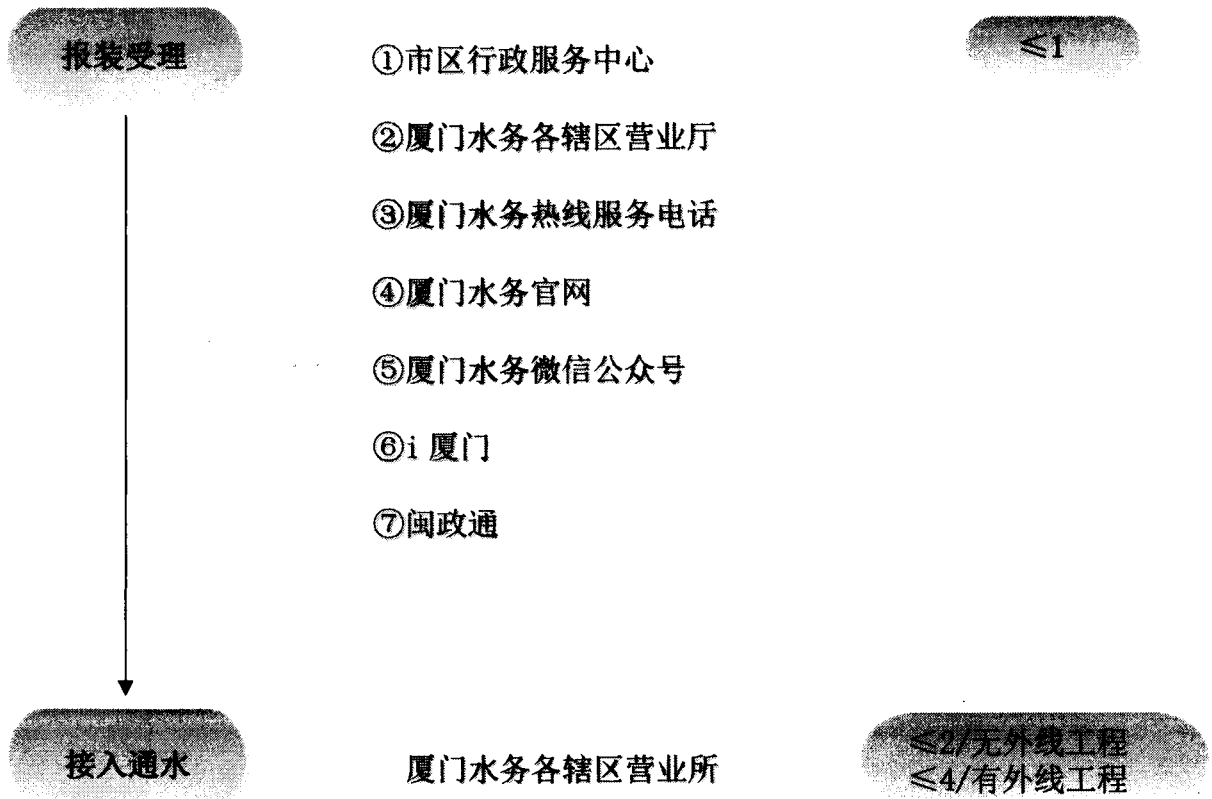 报装受理
①市区行政服务中心
≤1
②厦门水务各辖区营业厅
③厦门水务热线服务电话
④厦门水务官网
⑤厦门水务微信公众号
⑥i 厦门
⑦闽政通
接入通水
厦门水务各辖区营业所
≤2/无外线工程
≤4/有外线工程